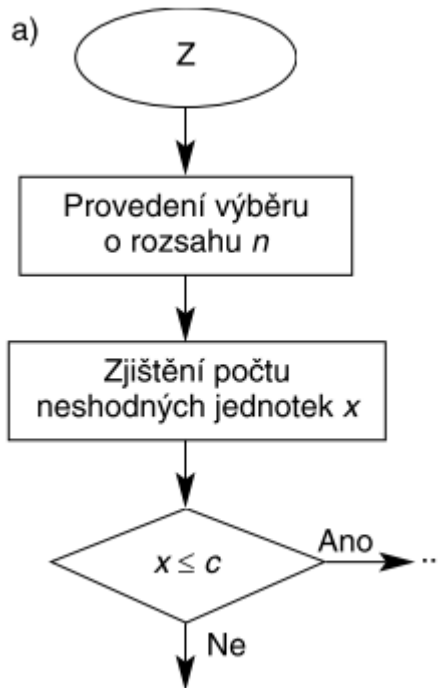 a)
Z
Provedení výběru
o rozsahu n
Zjištění počtu
neshodných jednotek x
x ≤ c
Ano
..
Ne